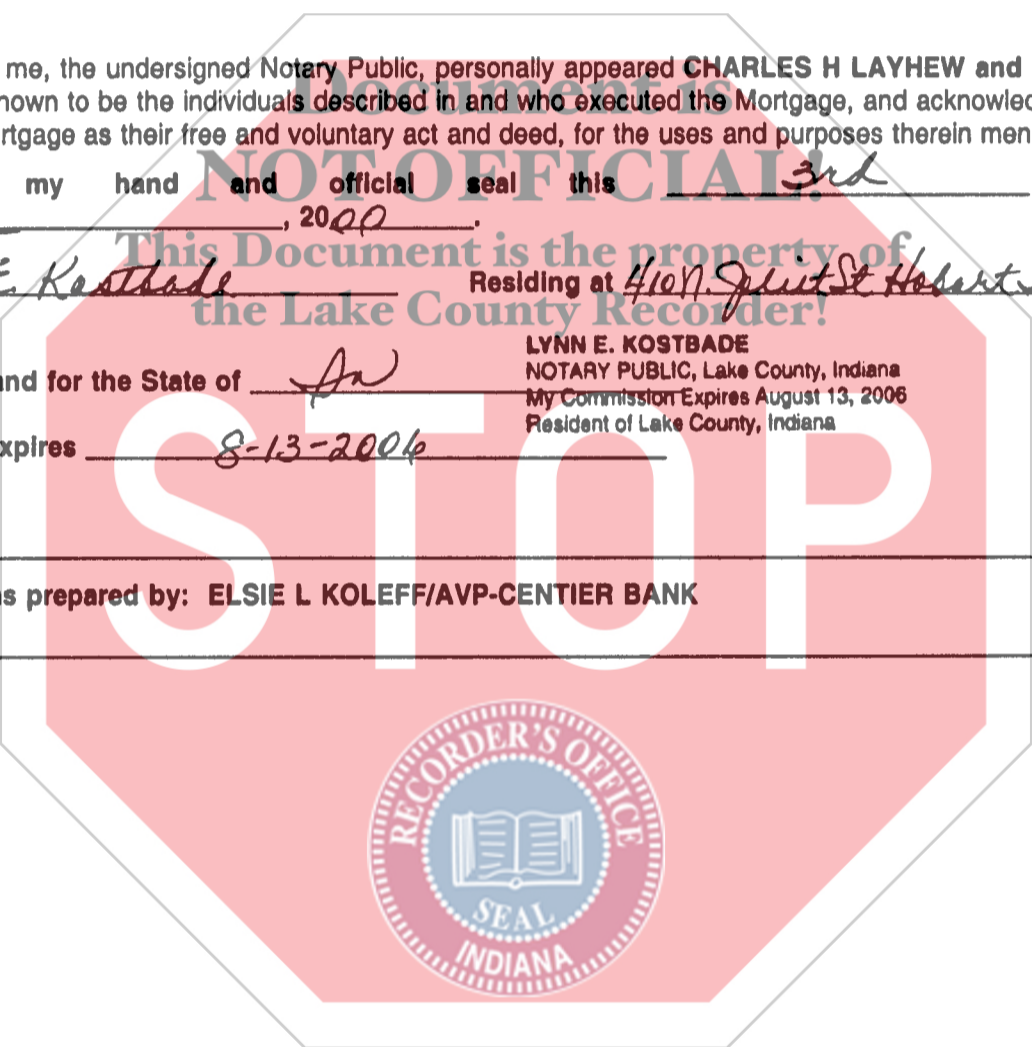 me, the undersigned Notary Public, personally appeared CHARLES H LAYHEW and
nown to be the individuals described in and who executed the Mortgage, and acknowled
rtgage as their free and voluntary act and deed, for the uses and purposes therein men
my hand and official seal this 3rd
, 2000.
E Kostbade Residing at 410 N. Joliet St Hobart
nd for the State of In
LYNN E. KOSTBADE
NOTARY PUBLIC, Lake County, Indiana
My Commission Expires August 13, 2006
Resident of Lake County, Indiana
xpires 8-13-2006
s prepared by: ELSIE L KOLEFF/AVP-CENTIER BANK
Document is
NOT OFFICIAL!
This Document is the property of
the Lake County Recorder!
STOP
RECORDER'S OFFICE
SEAL
INDIANA